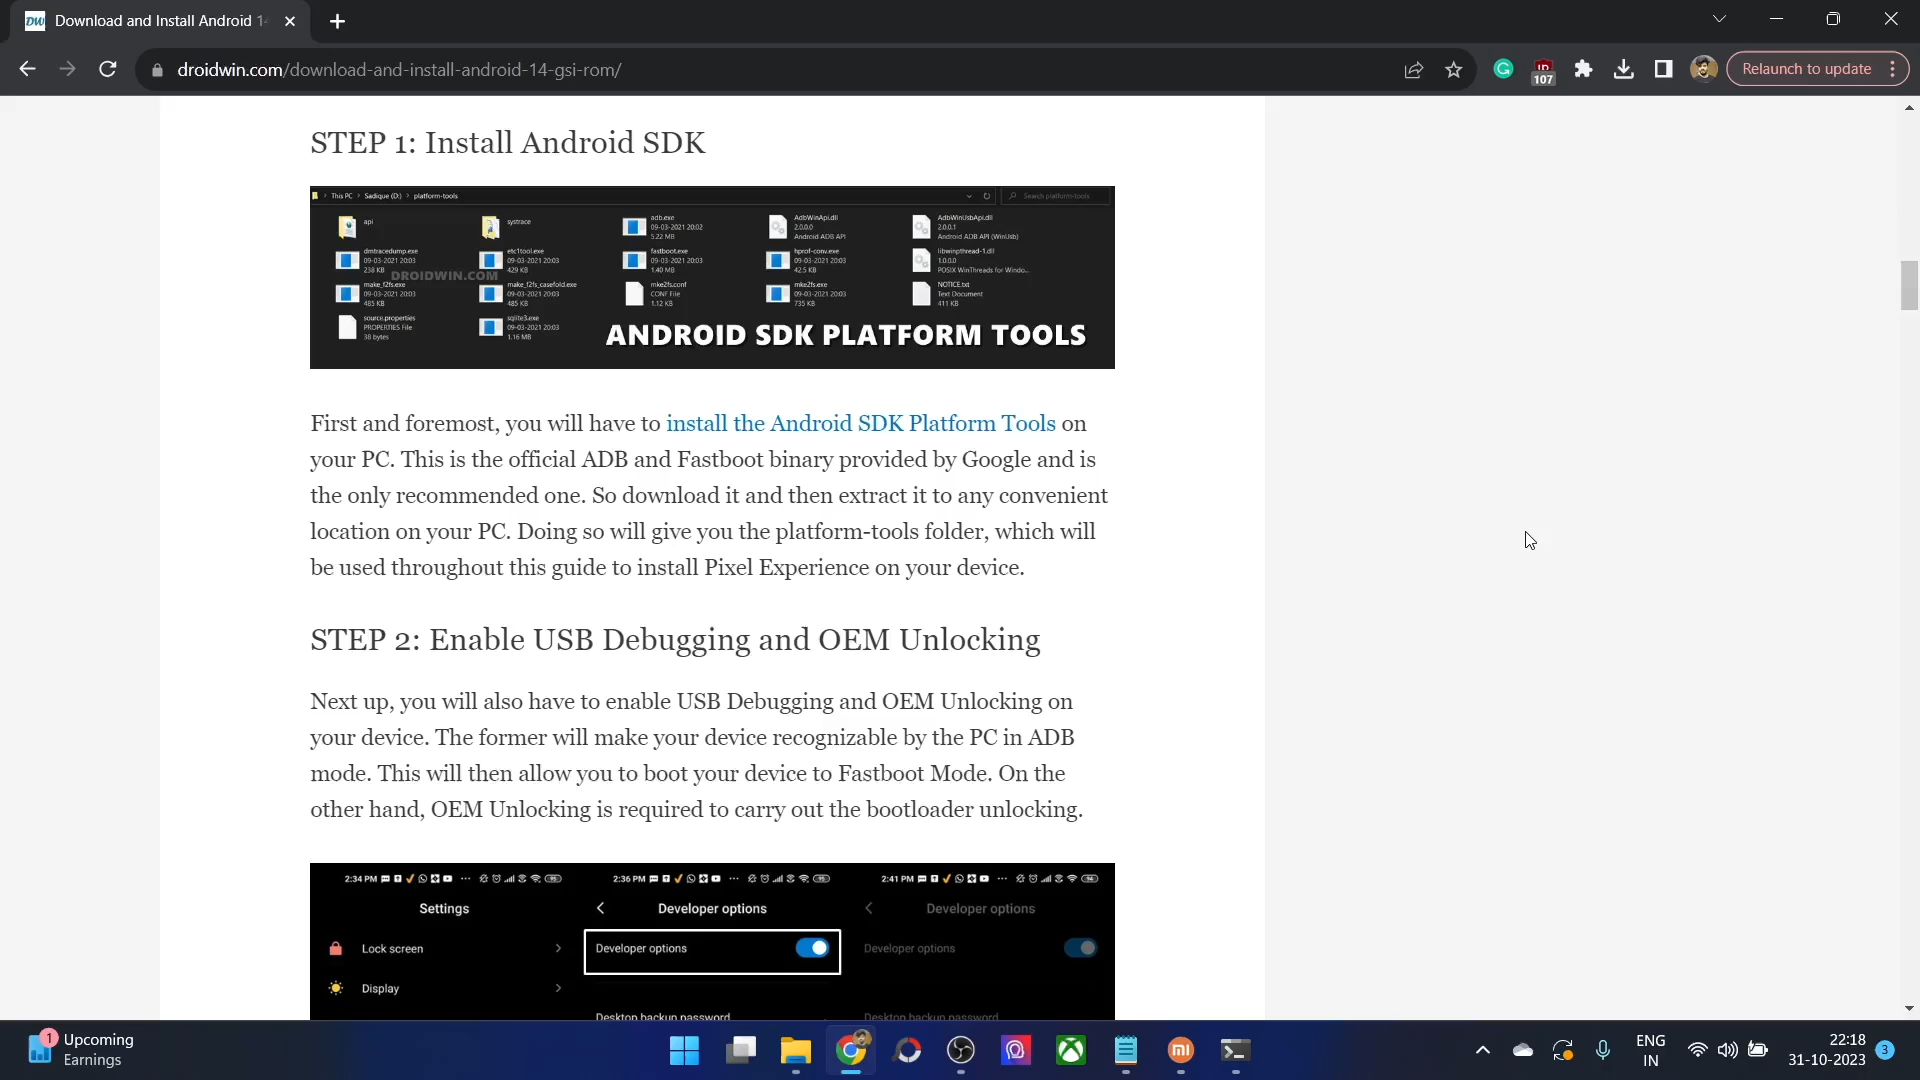 Download and Install Android 14
droidwin.com/download-and-install-android-14-gsi-rom/
107
Relaunch to update
STEP 1: Install Android SDK
This PC > Sadique (D:) > platform-tools
Search platform-tools
api
systrace
adb.exe
09-03-2021 20:02
5.22 MB
AdbWinApi.dll
2.0.0.0
Android ADB API
AdbWinUsbApi.dll
2.0.0.1
Android ADB API (WinUsb)
dmtracedump.exe
09-03-2021 20:03
238 KB
etc1tool.exe
09-03-2021 20:03
429 KB
fastboot.exe
09-03-2021 20:03
1.40 MB
hprof-conv.exe
09-03-2021 20:03
42.5 KB
libwinpthread-1.dll
1.0.0.0
POSIX WinThreads for Windo...
DROIDWIN.COM
make_f2fs.exe
09-03-2021 20:03
485 KB
make_f2fs_casefold.exe
09-03-2021 20:03
485 KB
mke2fs.conf
CONF File
1.12 KB
mke2fs.exe
09-03-2021 20:03
735 KB
NOTICE.txt
Text Document
411 KB
source.properties
PROPERTIES File
38 bytes
sqlite3.exe
09-03-2021 20:03
1.16 MB
ANDROID SDK PLATFORM TOOLS
First and foremost, you will have to install the Android SDK Platform Tools on
your PC. This is the official ADB and Fastboot binary provided by Google and is
the only recommended one. So download it and then extract it to any convenient
location on your PC. Doing so will give you the platform-tools folder, which will
be used throughout this guide to install Pixel Experience on your device.
STEP 2: Enable USB Debugging and OEM Unlocking
Next up, you will also have to enable USB Debugging and OEM Unlocking on
your device. The former will make your device recognizable by the PC in ADB
mode. This will then allow you to boot your device to Fastboot Mode. On the
other hand, OEM Unlocking is required to carry out the bootloader unlocking.
2:34 PM
95
2:36 PM
95
2:41 PM
94
Settings
Developer options
Developer options
Lock screen
Developer options
Developer options
Display
Desktop backup password
Desktop backup password
1
Upcoming
Earnings
ENG
IN
22:18
31-10-2023
3